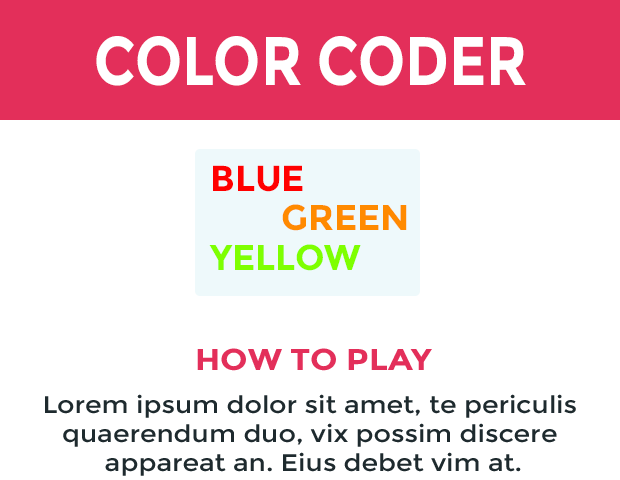 COLOR CODER
BLUE
GREEN
YELLOW
HOW TO PLAY
Lorem ipsum dolor sit amet, te periculis
quaerendum duo, vix possim discere
appareat an. Eius debet vim at.